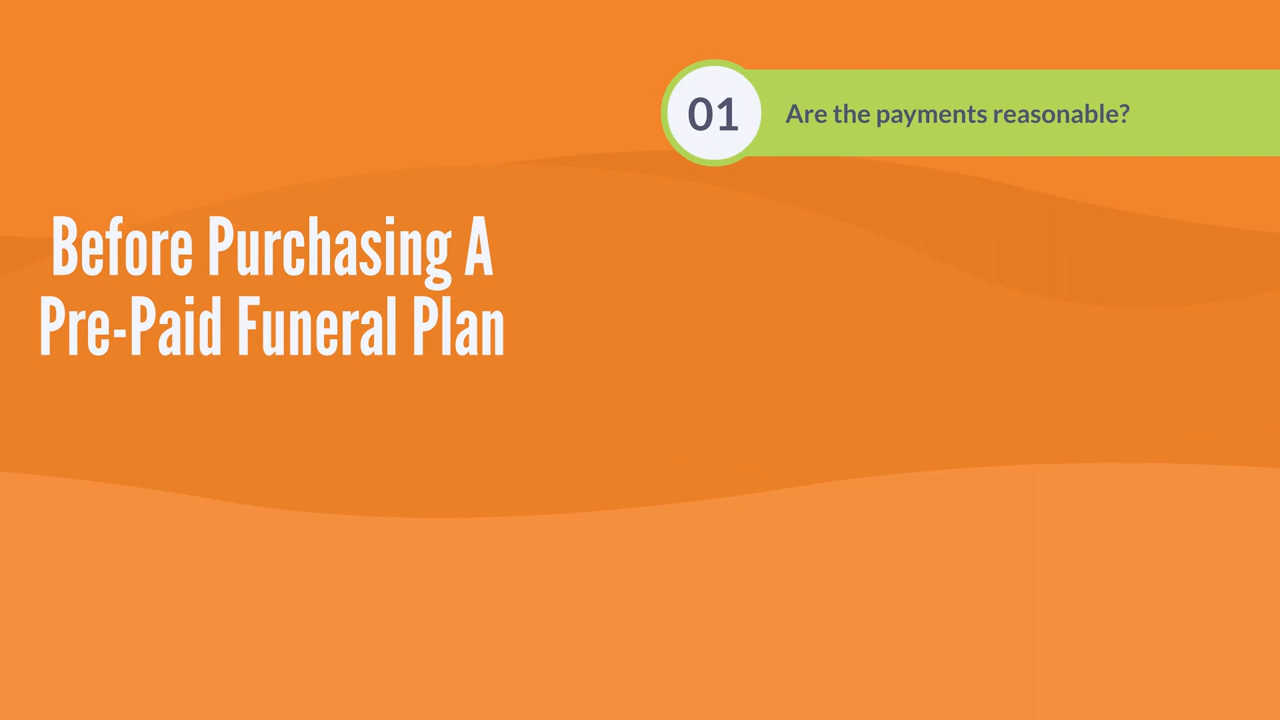 Before Purchasing A
Pre-Paid Funeral Plan
01
Are the payments reasonable?